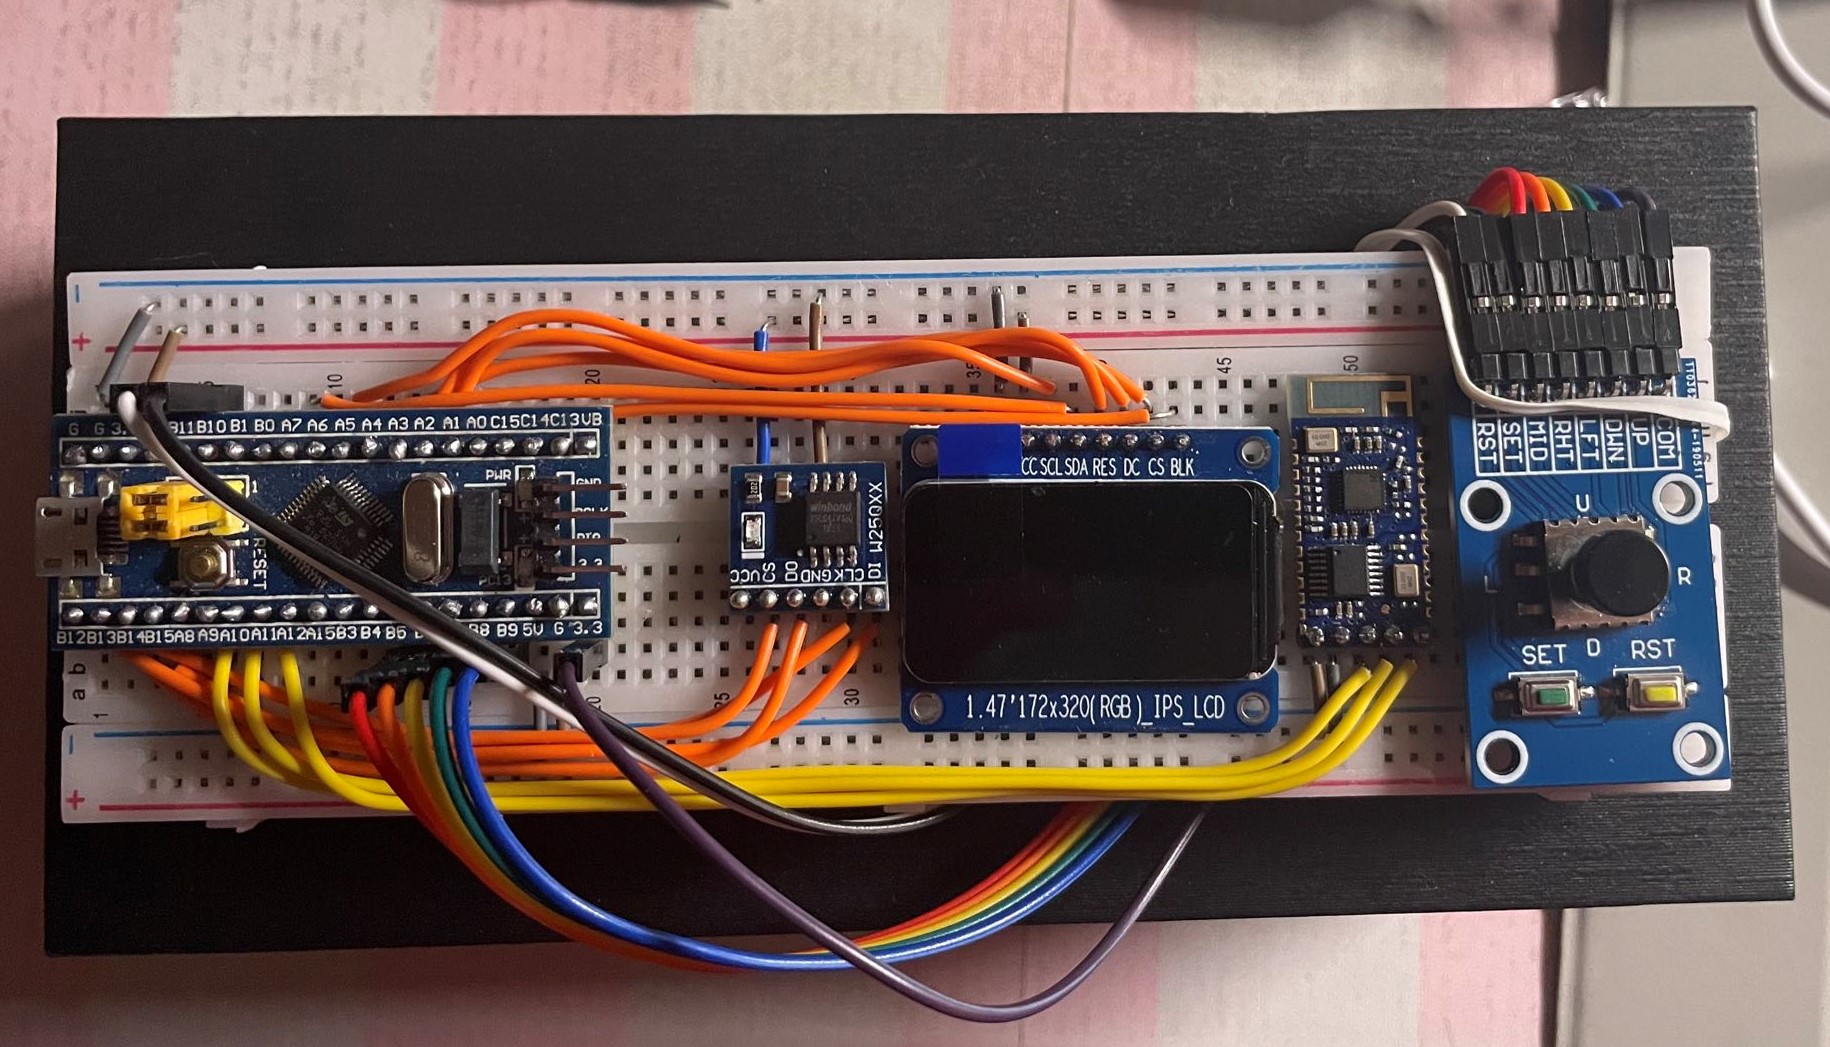 10
20
35
45
50
G G 3. B11 B10 B1 B0 A7 A6 A5 A4 A3 A2 A1 A0 C15 C14 C13 VB
PWR
GND
3.3
1
RESET
PC13
B12 B13 B14 B15 A8 A9 A10 A11 A12 A15 B3 B4 B5 B8 B9 5V G 3.3
winbond
W25QXX
VCC CS DO GND CLK DI
CC SCL SDA RES DC CS BLK
1.47'172x320(RGB)_IPS_LCD
RST SET MID RHT LFT DWN UP COM
U
L
R
D
SET
RST
a b
1
20
25
30